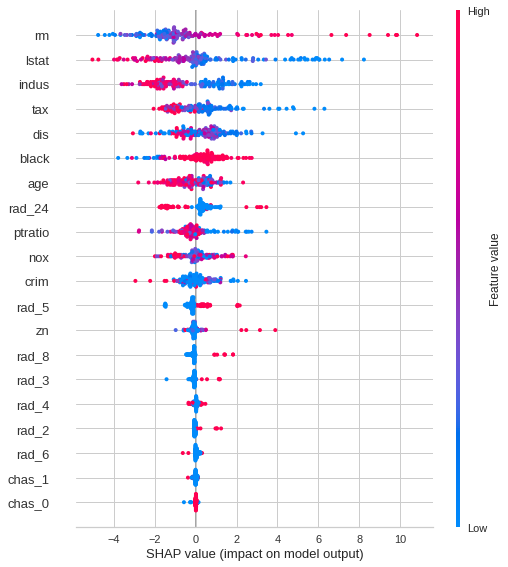 High
rm
lstat
indus
tax
dis
black
age
rad_24
ptratio
nox
crim
rad_5
zn
rad_8
rad_3
rad_4
rad_2
rad_6
chas_1
chas_0
Feature value
Low
−4 −2 0 2 4 6 8 10
SHAP value (impact on model output)